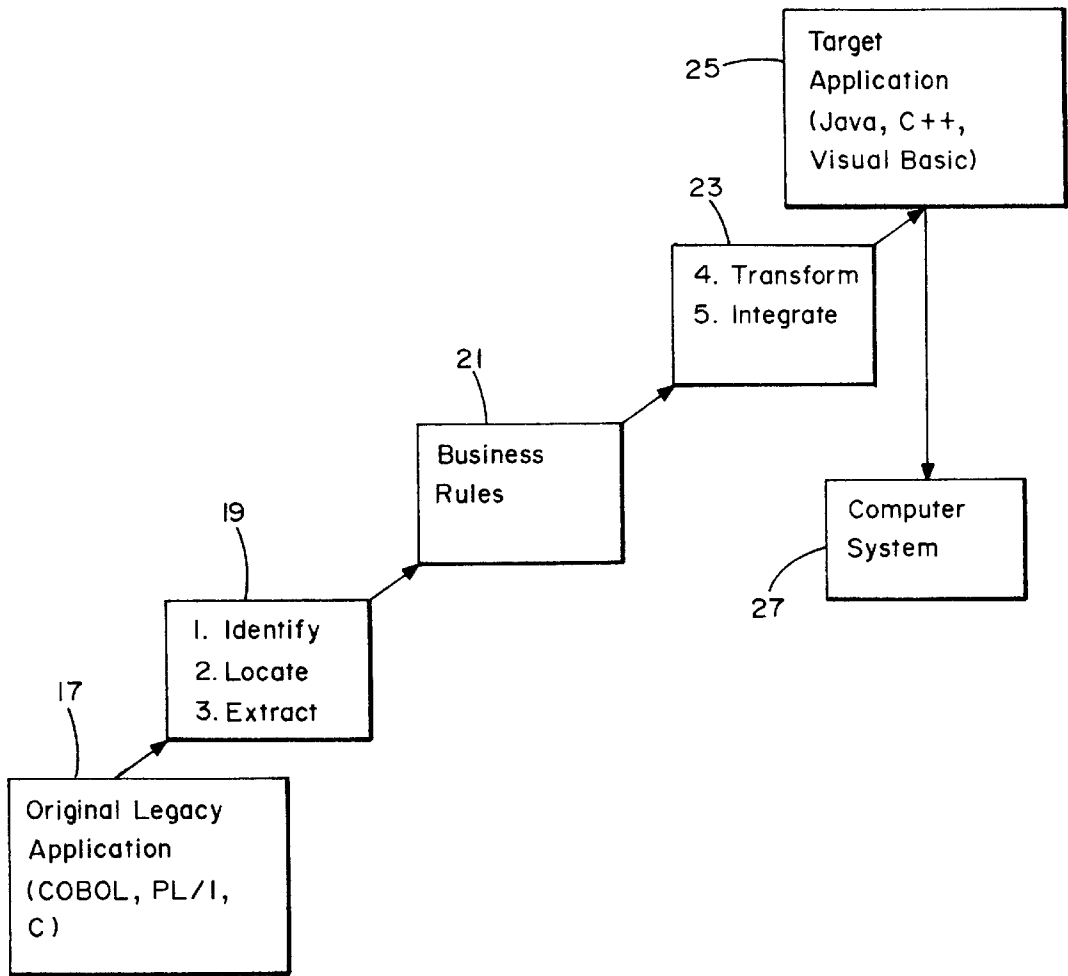 25
Target
Application
(Java, C++,
Visual Basic)
23
4. Transform
5. Integrate
21
Business
Rules
Computer
System
27
19
1. Identify
2. Locate
3. Extract
17
Original Legacy
Application
(COBOL, PL/1,
C)